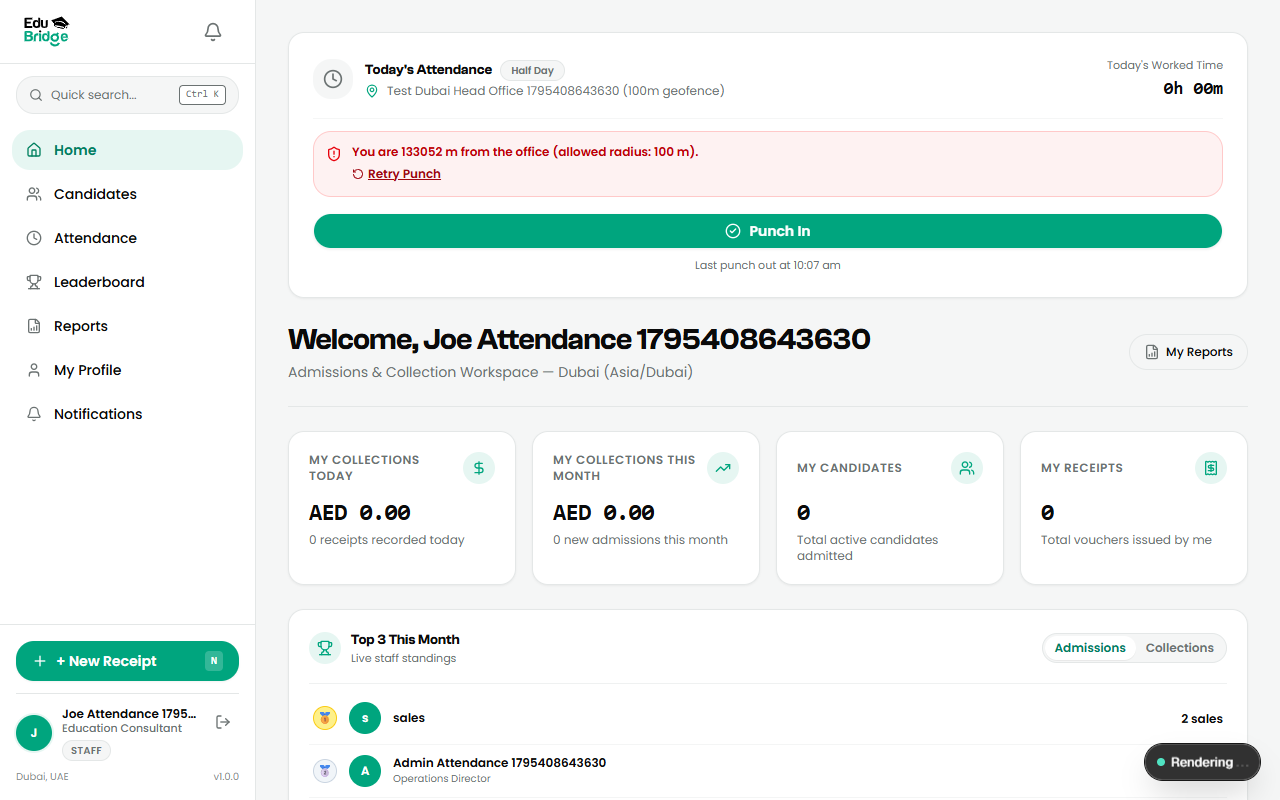 Edu
Bridge
Quick search...
Ctrl K
Home
Candidates
Attendance
Leaderboard
Reports
My Profile
Notifications
+ New Receipt
N
J
Joe Attendance 1795...
Education Consultant
STAFF
Dubai, UAE
v1.0.0
Today's Attendance
Half Day
Test Dubai Head Office 1795408643630 (100m geofence)
Today's Worked Time
0h 00m
You are 133052 m from the office (allowed radius: 100 m).
Retry Punch
Punch In
Last punch out at 10:07 am
Welcome, Joe Attendance 1795408643630
Admissions & Collection Workspace — Dubai (Asia/Dubai)
My Reports
MY COLLECTIONS
TODAY
AED 0.00
0 receipts recorded today
MY COLLECTIONS THIS
MONTH
AED 0.00
0 new admissions this month
MY CANDIDATES
0
Total active candidates
admitted
MY RECEIPTS
0
Total vouchers issued by me
Top 3 This Month
Live staff standings
Admissions
Collections
s
sales
2 sales
A
Admin Attendance 1795408643630
Operations Director
Rendering ...